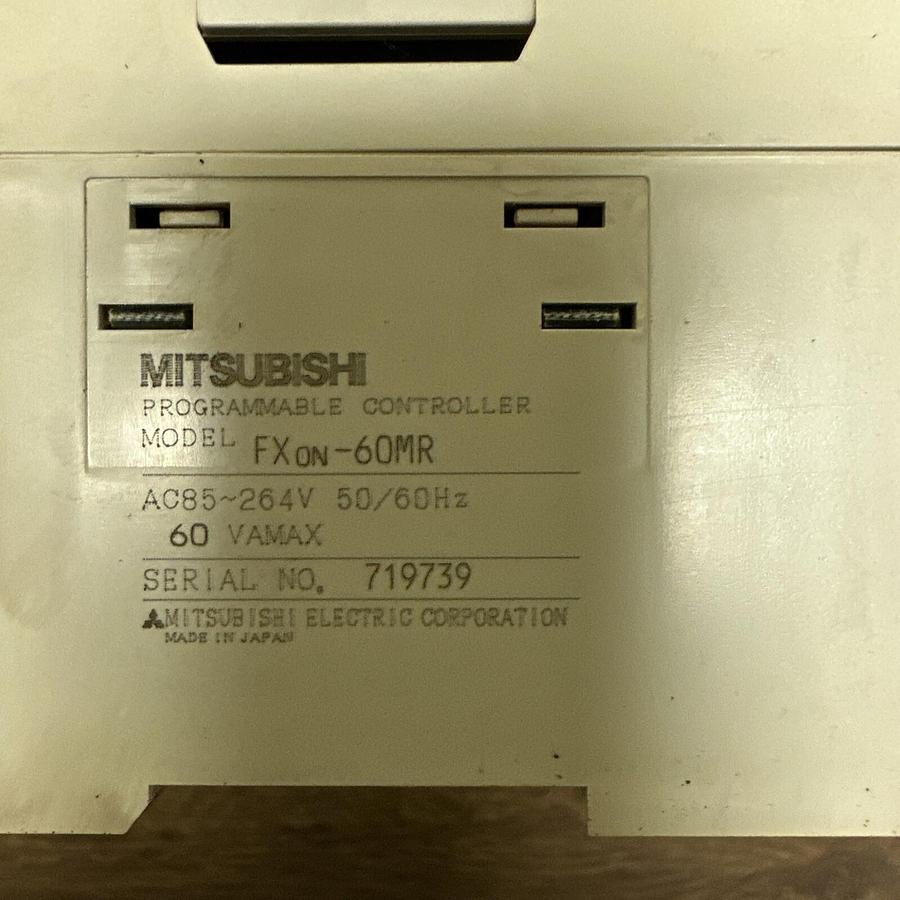 MITSUBISHI
PROGRAMMABLE CONTROLLER
MODEL FX0N-60MR
AC85~264V 50/60Hz
60 VAMAX
SERIAL NO. 719739
MITSUBISHI ELECTRIC CORPORATION
MADE IN JAPAN